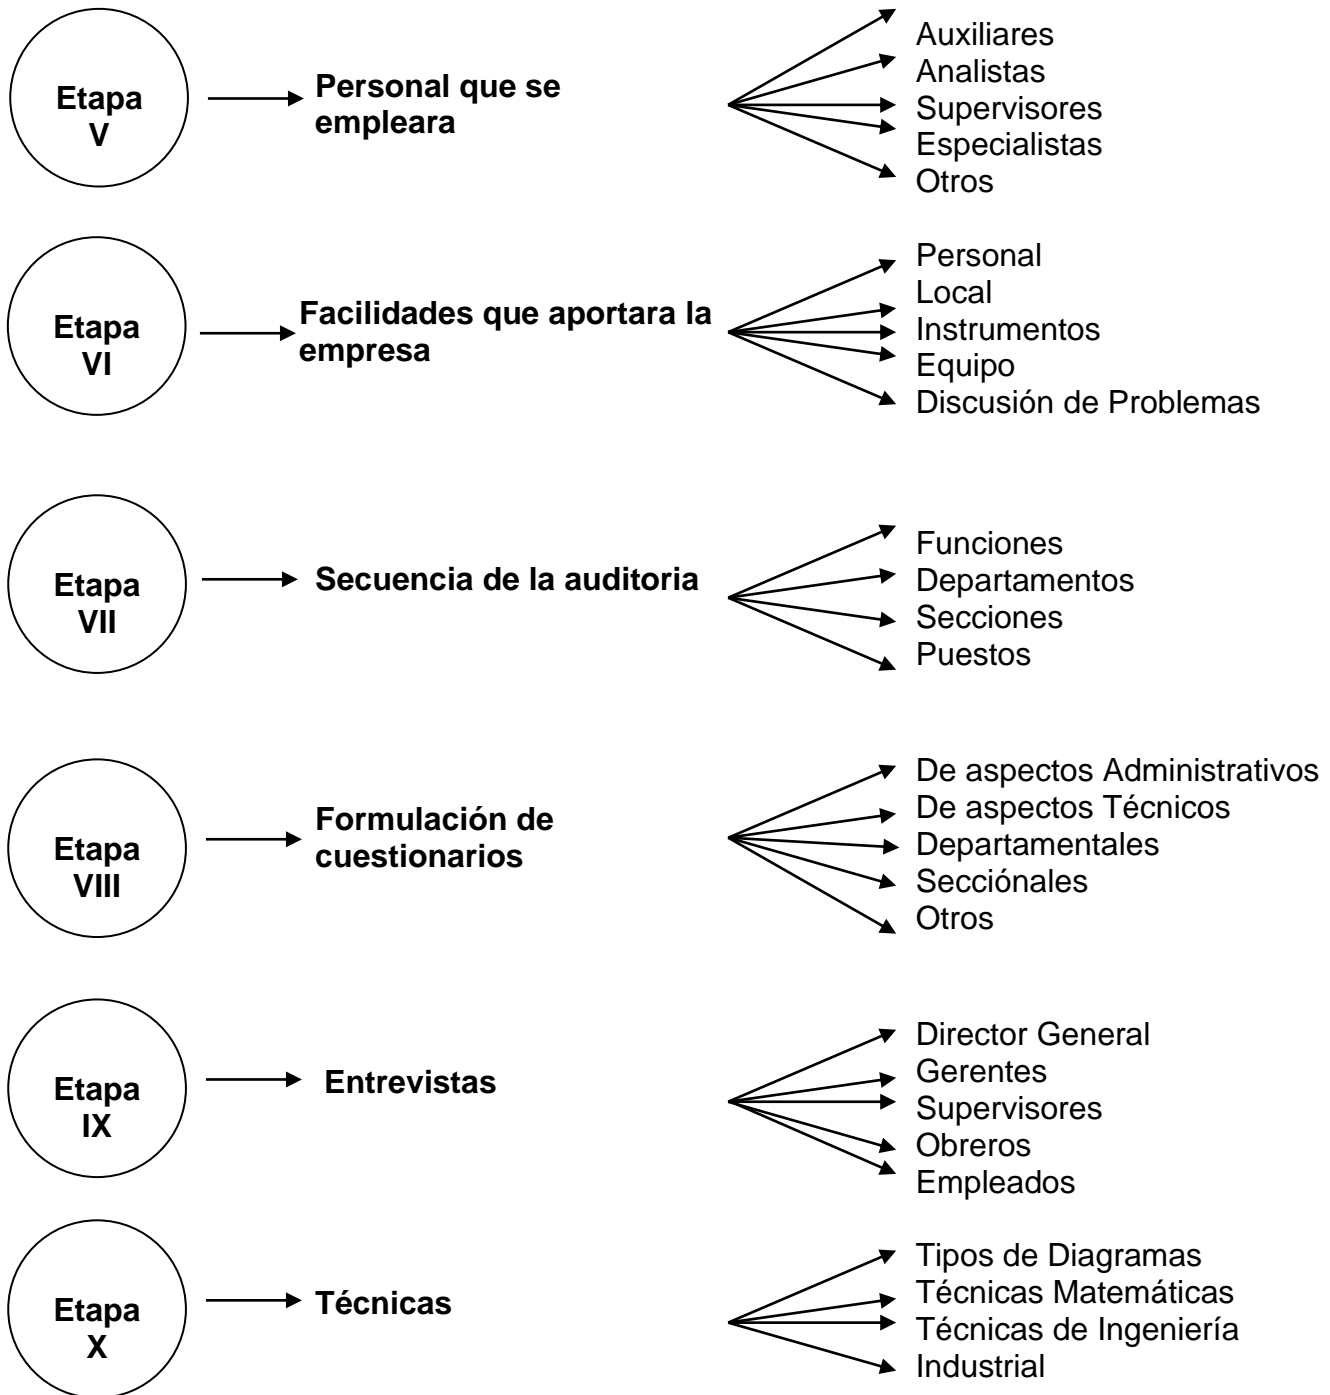 Etapa
V
Personal que se
empleara
Auxiliares
Analistas
Supervisores
Especialistas
Otros
Etapa
VI
Facilidades que aportara la
empresa
Personal
Local
Instrumentos
Equipo
Discusión de Problemas
Etapa
VII
Secuencia de la auditoria
Funciones
Departamentos
Secciones
Puestos
Etapa
VIII
Formulación de
cuestionarios
De aspectos Administrativos
De aspectos Técnicos
Departamentales
Secciónales
Otros
Etapa
IX
Entrevistas
Director General
Gerentes
Supervisores
Obreros
Empleados
Etapa
X
Técnicas
Tipos de Diagramas
Técnicas Matemáticas
Técnicas de Ingeniería
Industrial